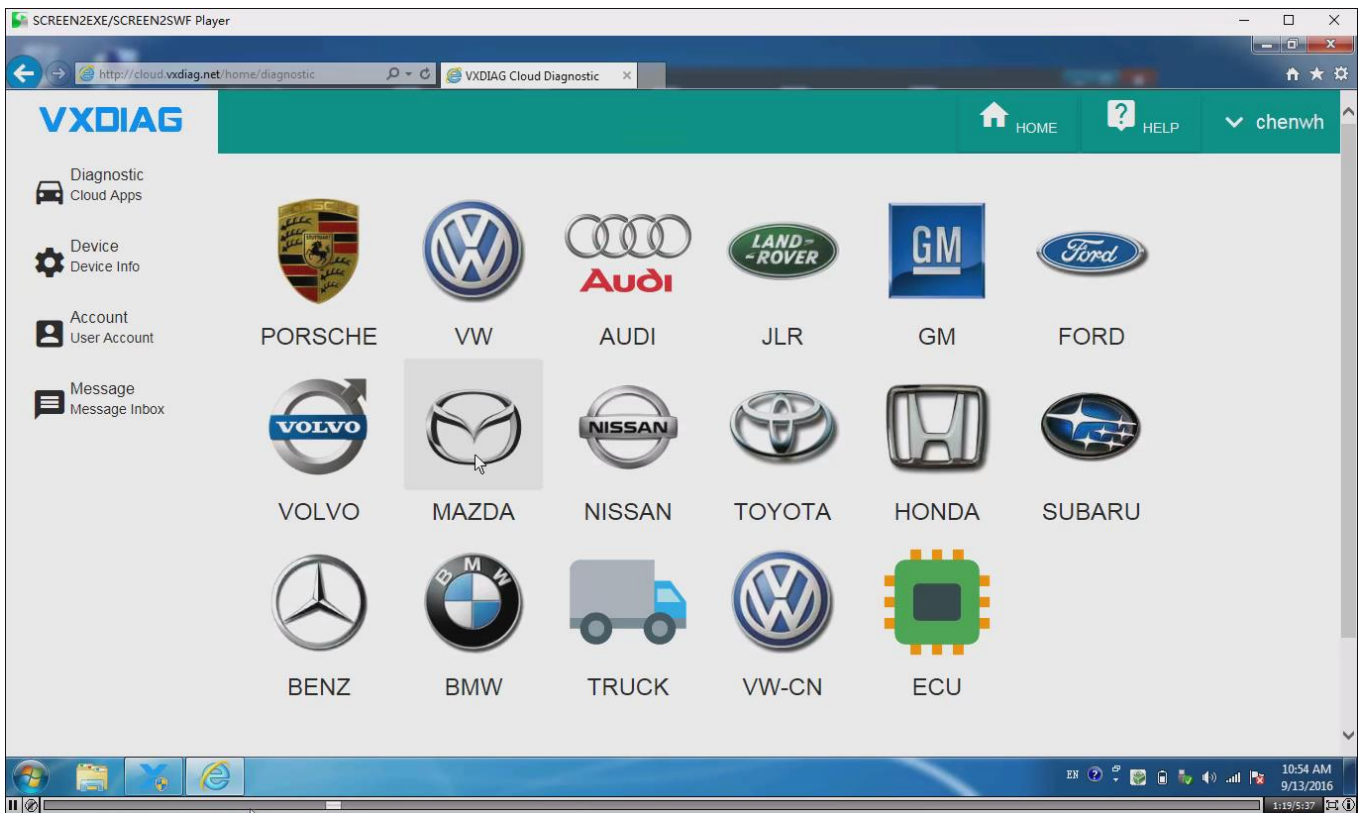 SCREEN2EXE/SCREEN2SWF Player
http://cloud.vxdiag.net/home/diagnostic
VXDIAG Cloud Diagnostic
VXDIAG
HOME
HELP
chenwh
Diagnostic
Cloud Apps
Device
Device Info
Account
User Account
Message
Message Inbox
Audi
LAND-
-ROVER
GM
Ford
PORSCHE
VW
AUDI
JLR
GM
FORD
VOLVO
NISSAN
VOLVO
MAZDA
NISSAN
TOYOTA
HONDA
SUBARU
BMW
BENZ
BMW
TRUCK
VW-CN
ECU
EN
10:54 AM
9/13/2016
1:19/5:37